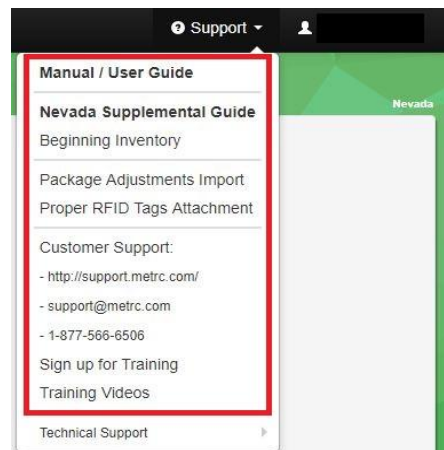 Support
Manual / User Guide
Nevada
Nevada Supplemental Guide
Beginning Inventory
Package Adjustments Import
Proper RFID Tags Attachment
Customer Support:
- http://support.metrc.com/
- support@metrc.com
- 1-877-566-6506
Sign up for Training
Training Videos
Technical Support